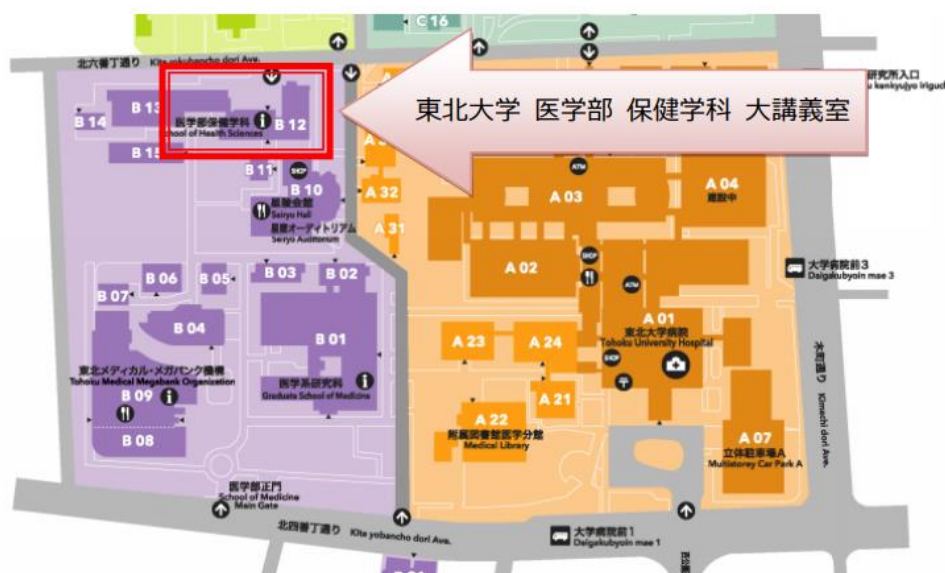 C 16
北六番丁通り Kita yokubancho dori Ave.
研究所入口
東北大学 医学部 保健学科 大講義室
B 13
B 14
医学部保健学科
School of Health Sciences
B 12
B 15
B 11
SHOP
B 10
星陵会館
Seiryo Hall
星陵オーディトリアム
Seiryo Auditorium
A 32
A 31
ATM
A 03
A 04
建設中
A 02
SHOP
ATM
大学病院前3
Daigakubyoin mae 3
B 06
B 05
B 03
B 02
B 07
B 04
B 01
A 01
東北大学病院
Tohoku University Hospital
A 23
A 24
SHOP
〒
A 21
木町通り Kimachi dori Ave.
東北メディカル・メガバンク機構
Tohoku Medical Megabank Organization
医学系研究科
Graduate School of Medicine
B 09
B 08
A 22
附属図書館医学分館
Medical Library
A 07
立体駐車場A
Multistorey Car Park A
医学部正門
School of Medicine
Main Gate
北四番丁通り Kita yobancho dori Ave.
大学病院前1
Daigakubyoin mae 1